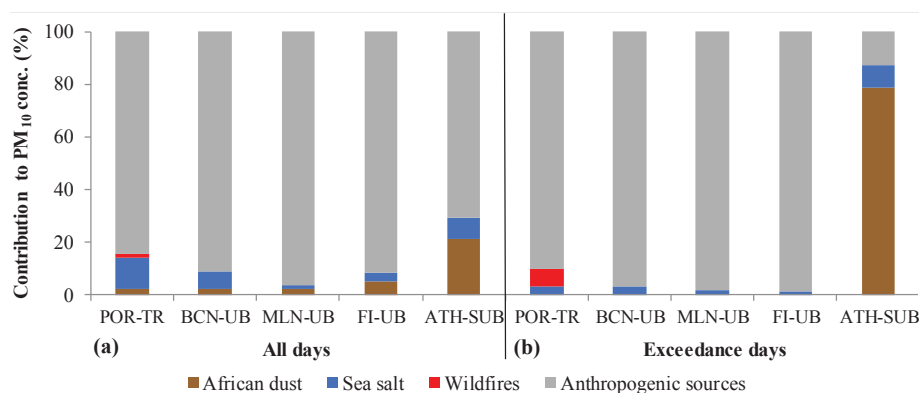 Contribution to PM10 conc. (%)
100
80
60
40
20
0
POR-TR BCN-UB MLN-UB FI-UB ATH-SUB POR-TR BCN-UB MLN-UB FI-UB ATH-SUB
(a) All days (b) Exceedance days
African dust Sea salt Wildfires Anthropogenic sources